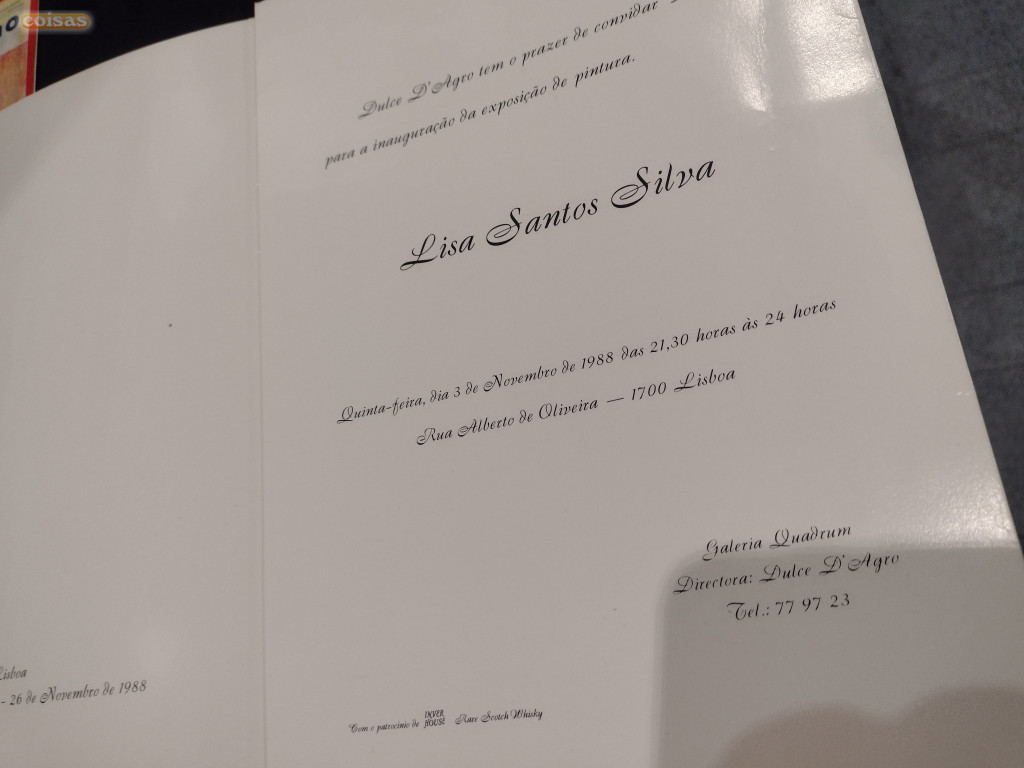 coisas
Lisboa
- 26 de Novembro de 1988
Dulce D'Agro tem o prazer de convidar
para a inauguração da exposição de pintura.
Lisa Santos Silva
Quinta-feira, dia 3 de Novembro de 1988 das 21,30 horas às 24 horas
Rua Alberto de Oliveira — 1700 Lisboa
Galeria Quadrum
Directora: Dulce D'Agro
Tel.: 77 97 23
Com o patrocínio de INVER HOUSE Rare Scotch Whisky